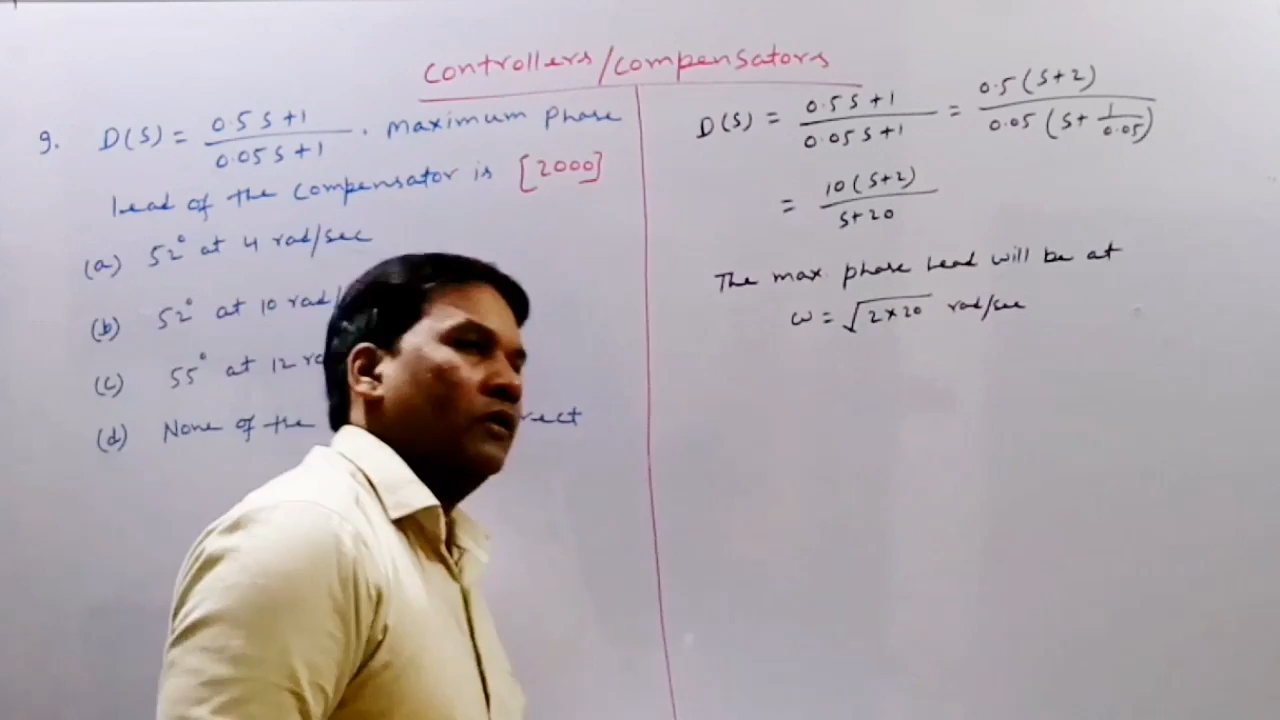 controllers/compensators
9. D(S) = (0.5 S + 1)/(0.05 S + 1) . maximum phase
Lead of the compensator is [2000]
(a) 52° at 4 rad/sec
(b) 52° at 10 rad/
(c) 55° at 12
(d) None of the
D(S) = (0.5 S + 1)/(0.05 S + 1) = 0.5 (S+2)/0.05 (S + 1/0.05)
= 10 (S+2)/S+20
The max. phase Lead will be at
ω = √2×20 rad/sec